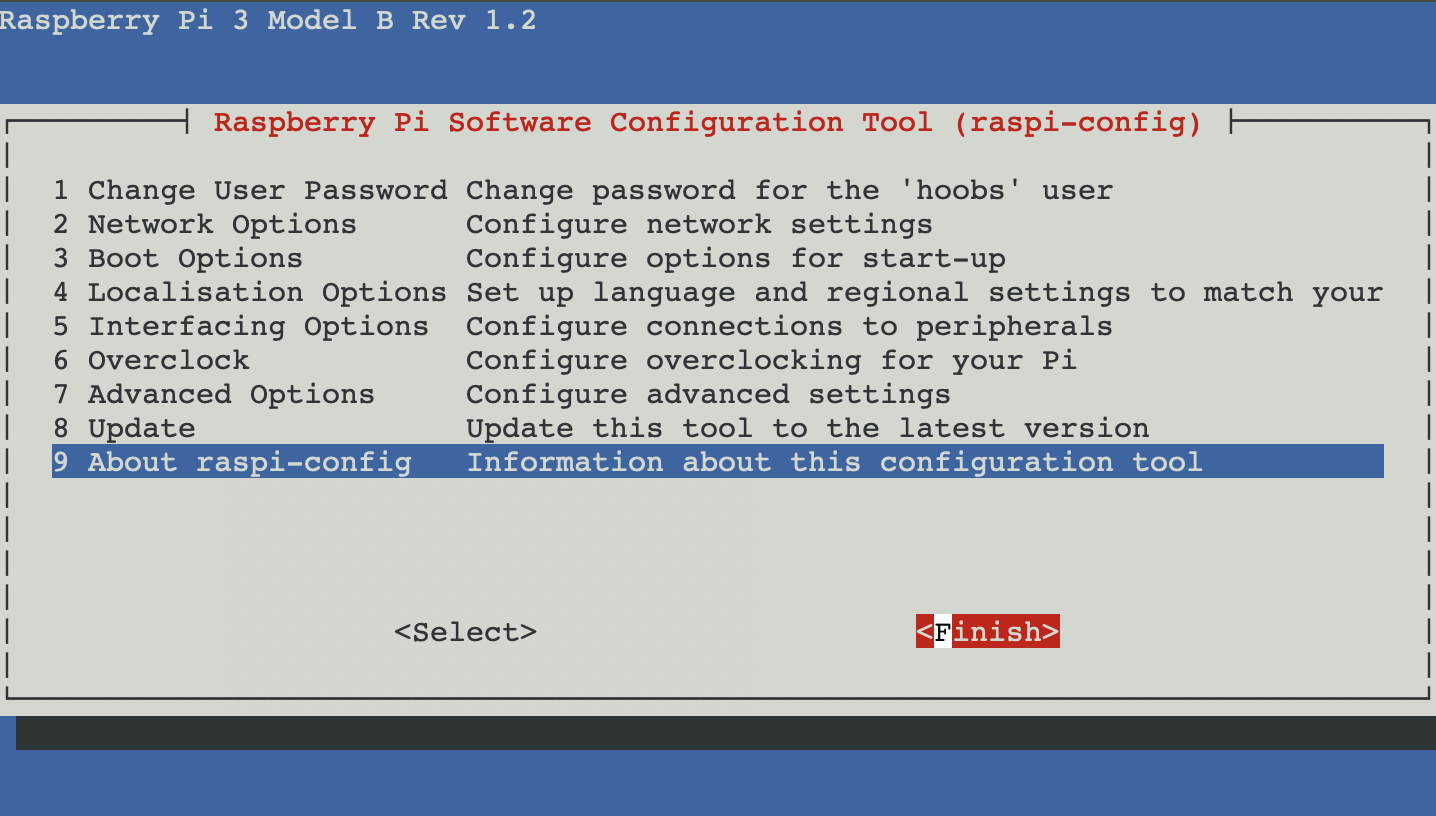 Raspberry Pi 3 Model B Rev 1.2
Raspberry Pi Software Configuration Tool (raspi-config)
1 Change User Password Change password for the 'hoobs' user
2 Network Options Configure network settings
3 Boot Options Configure options for start-up
4 Localisation Options Set up language and regional settings to match your
5 Interfacing Options Configure connections to peripherals
6 Overclock Configure overclocking for your Pi
7 Advanced Options Configure advanced settings
8 Update Update this tool to the latest version
9 About raspi-config Information about this configuration tool
<Select> <Finish>